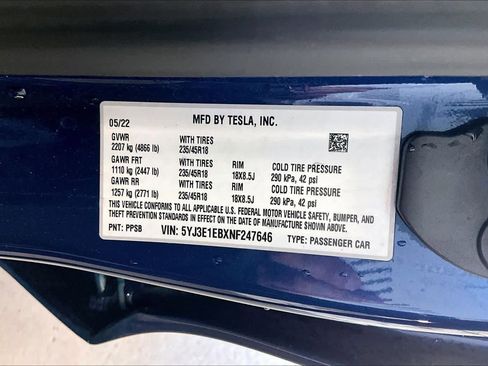 MFD BY TESLA, INC.
05/22
GVWR WITH TIRES
2207 kg (4866 lb) 235/45R18
GAWR FRT WITH TIRES RIM COLD TIRE PRESSURE
1110 kg (2447 lb) 235/45R18 18X8.5J 290 kPa, 42 psi
GAWR RR WITH TIRES RIM COLD TIRE PRESSURE
1257 kg (2771 lb) 235/45R18 18X8.5J 290 kPa, 42 psi
THIS VEHICLE CONFORMS TO ALL APPLICABLE U.S. FEDERAL MOTOR VEHICLE SAFETY, BUMPER, AND
THEFT PREVENTION STANDARDS IN EFFECT ON THE DATE OF MANUFACTURE SHOWN ABOVE.
PNT: PPSB VIN: 5YJ3E1EBXNF247646 TYPE: PASSENGER CAR